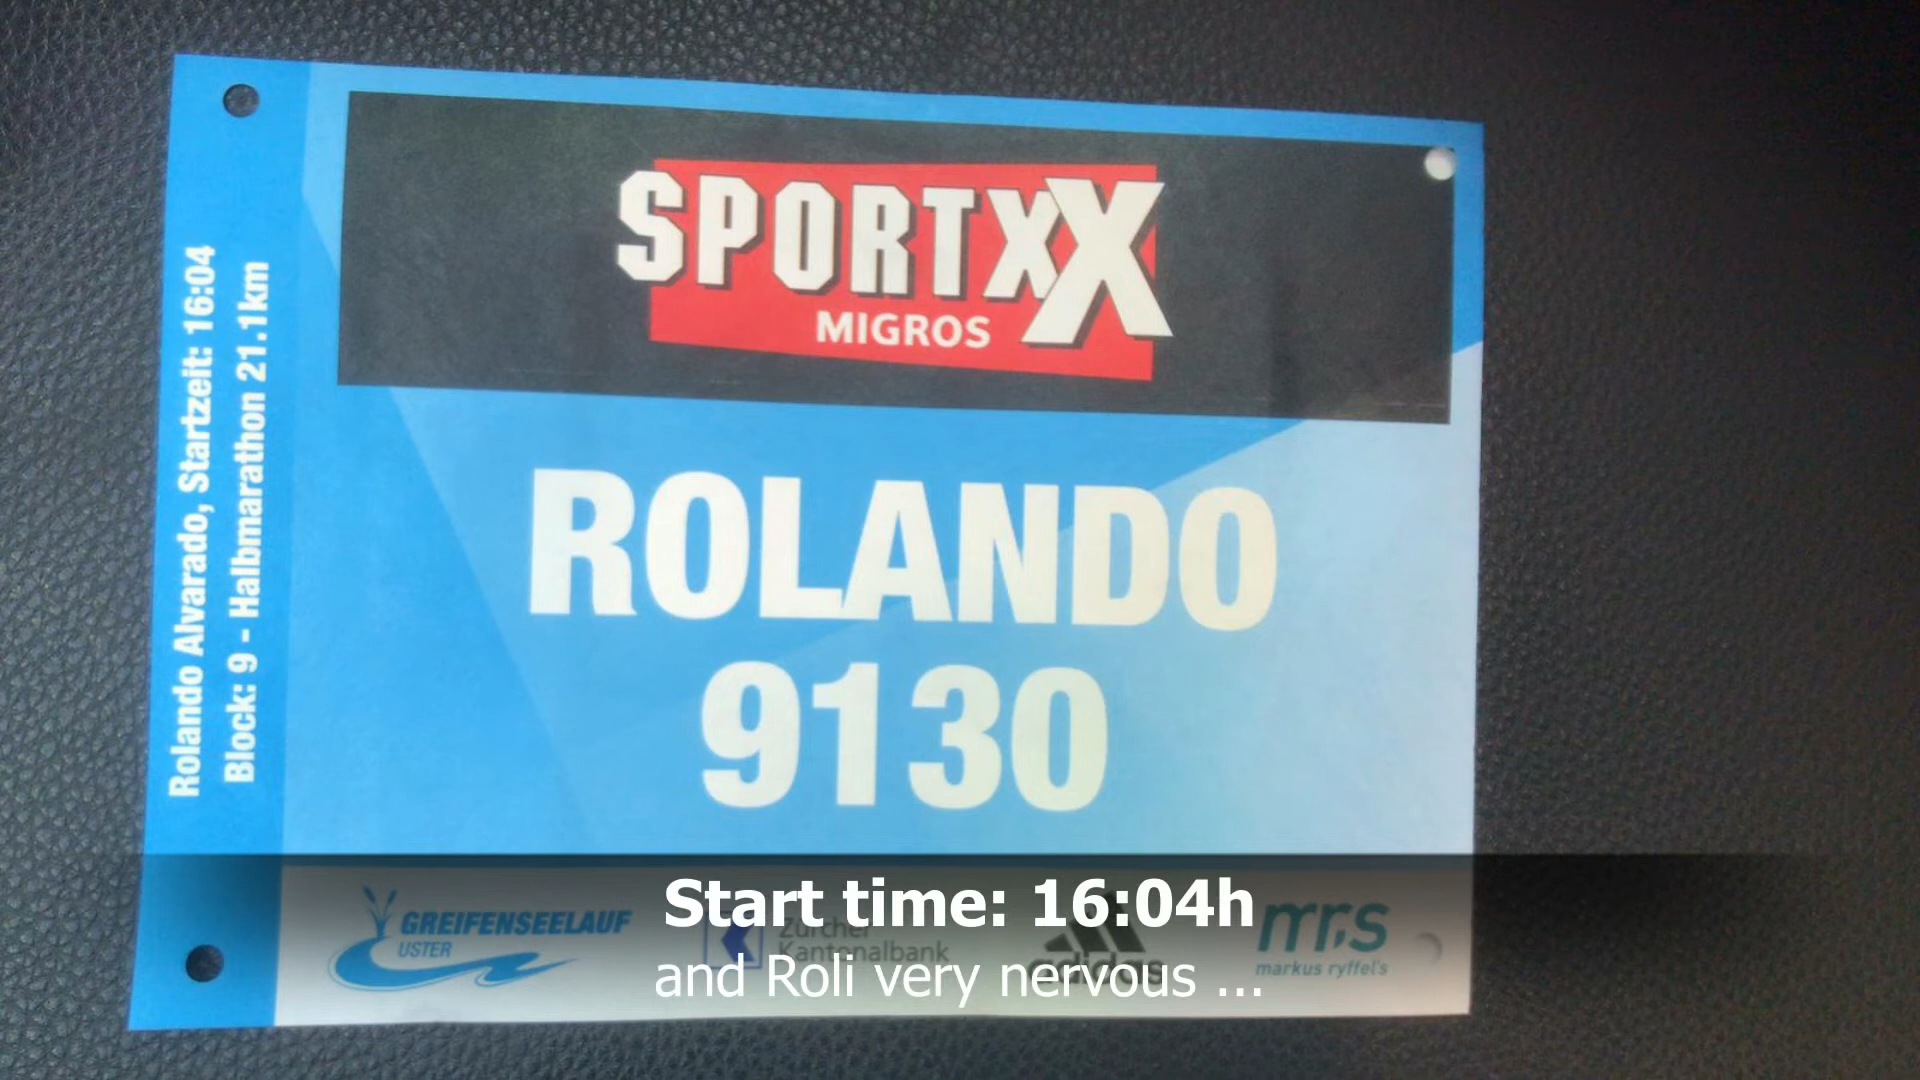 Rolando Alvarado, Startzeit: 16:04
Block: 9 - Halbmarathon 21.1km
SPORTXX
MIGROS
ROLANDO
9130
GREIFENSEELAUF
USTER
Zürcher
Kantonalbank
adidas
mrs
markus ryffel's
Start time: 16:04h
and Roli very nervous ...